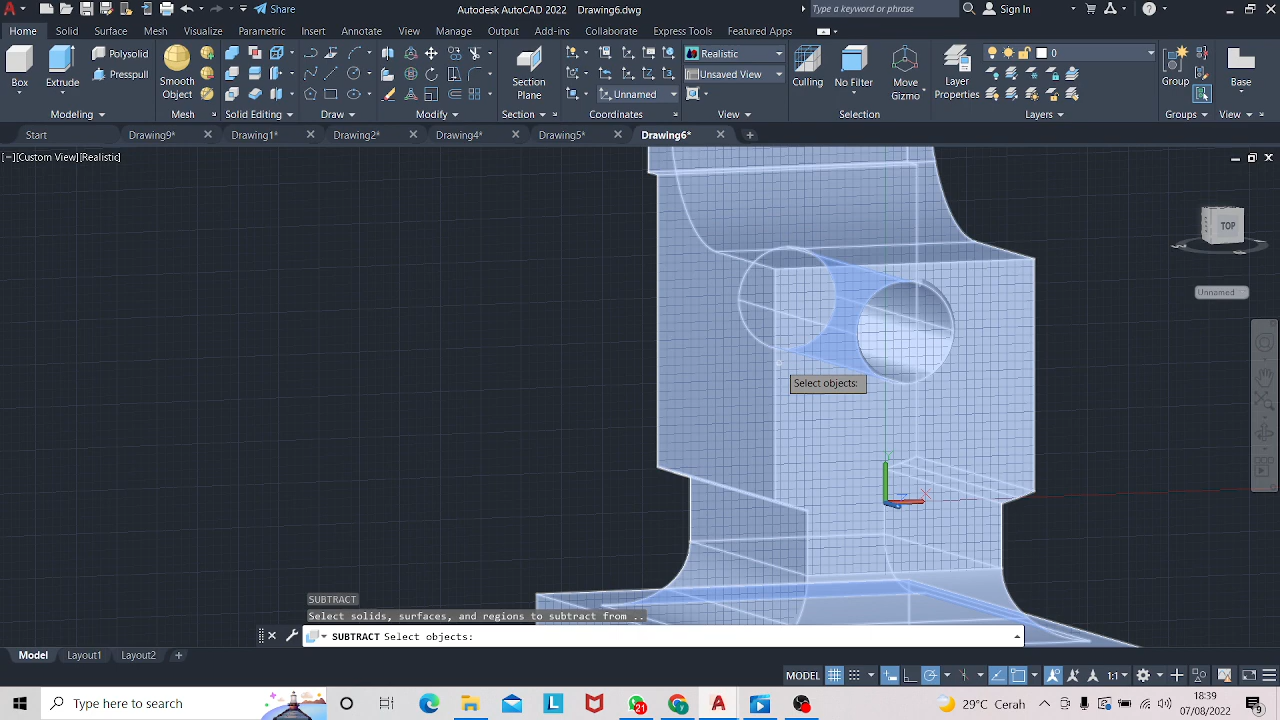 Share
Autodesk AutoCAD 2022 Drawing6.dwg
Type a keyword or phrase
Sign In
Home Solid Surface Mesh Visualize Parametric Insert Annotate View Manage Output Add-ins Collaborate Express Tools Featured Apps
Box
Extrude
Polysolid
Presspull
Smooth
Object
Section
Plane
Realistic
Unsaved View
Unnamed
Culling
No Filter
Move
Gizmo
Layer
Properties
0
Group
Base
Modeling
Mesh
Solid Editing
Draw
Modify
Section
Coordinates
View
Selection
Layers
Groups
View
Start Drawing9* Drawing1* Drawing2* Drawing4* Drawing5* Drawing6*
[−][Custom View][Realistic]
TOP
Unnamed
Select objects:
Y
Z
X
SUBTRACT
Select solids, surfaces, and regions to subtract from ..
SUBTRACT Select objects:
Model Layout1 Layout2
MODEL
1:1
Type here to search
21
29°C Cerah
18:39
07/08/2022
8